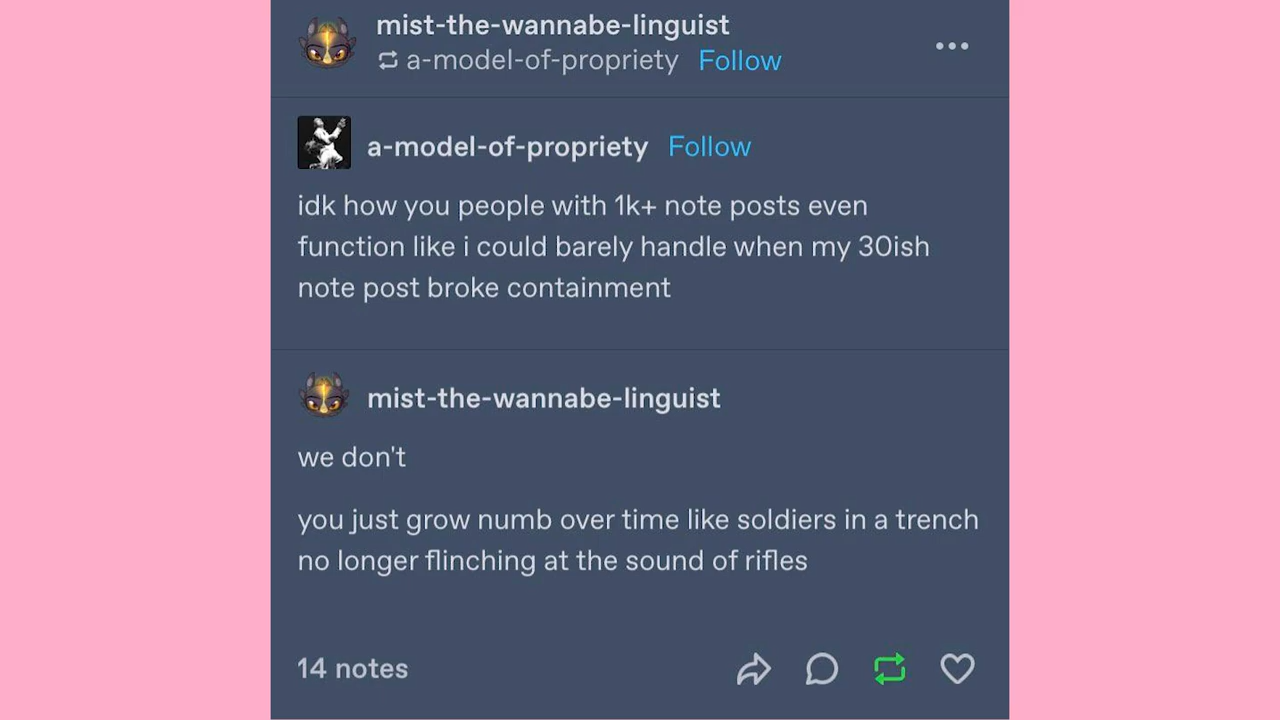 mist-the-wannabe-linguist
a-model-of-propriety Follow
a-model-of-propriety Follow
idk how you people with 1k+ note posts even
function like i could barely handle when my 30ish
note post broke containment
mist-the-wannabe-linguist
we don't
you just grow numb over time like soldiers in a trench
no longer flinching at the sound of rifles
14 notes